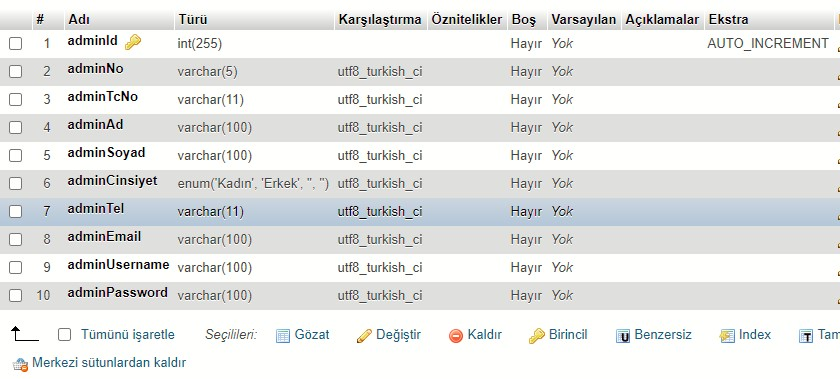 # Adı Türü Karşılaştırma Öznitelikler Boş Varsayılan Açıklamalar Ekstra
1 adminId int(255) Hayır Yok AUTO_INCREMENT
2 adminNo varchar(5) utf8_turkish_ci Hayır Yok
3 adminTcNo varchar(11) utf8_turkish_ci Hayır Yok
4 adminAd varchar(100) utf8_turkish_ci Hayır Yok
5 adminSoyad varchar(100) utf8_turkish_ci Hayır Yok
6 adminCinsiyet enum('Kadın', 'Erkek', '', '') utf8_turkish_ci Hayır Yok
7 adminTel varchar(11) utf8_turkish_ci Hayır Yok
8 adminEmail varchar(100) utf8_turkish_ci Hayır Yok
9 adminUsername varchar(100) utf8_turkish_ci Hayır Yok
10 adminPassword varchar(100) utf8_turkish_ci Hayır Yok
Tümünü işaretle Seçilileri: Gözat Değiştir Kaldır Birincil U Benzersiz Index T Tam
Merkezi sütunlardan kaldır